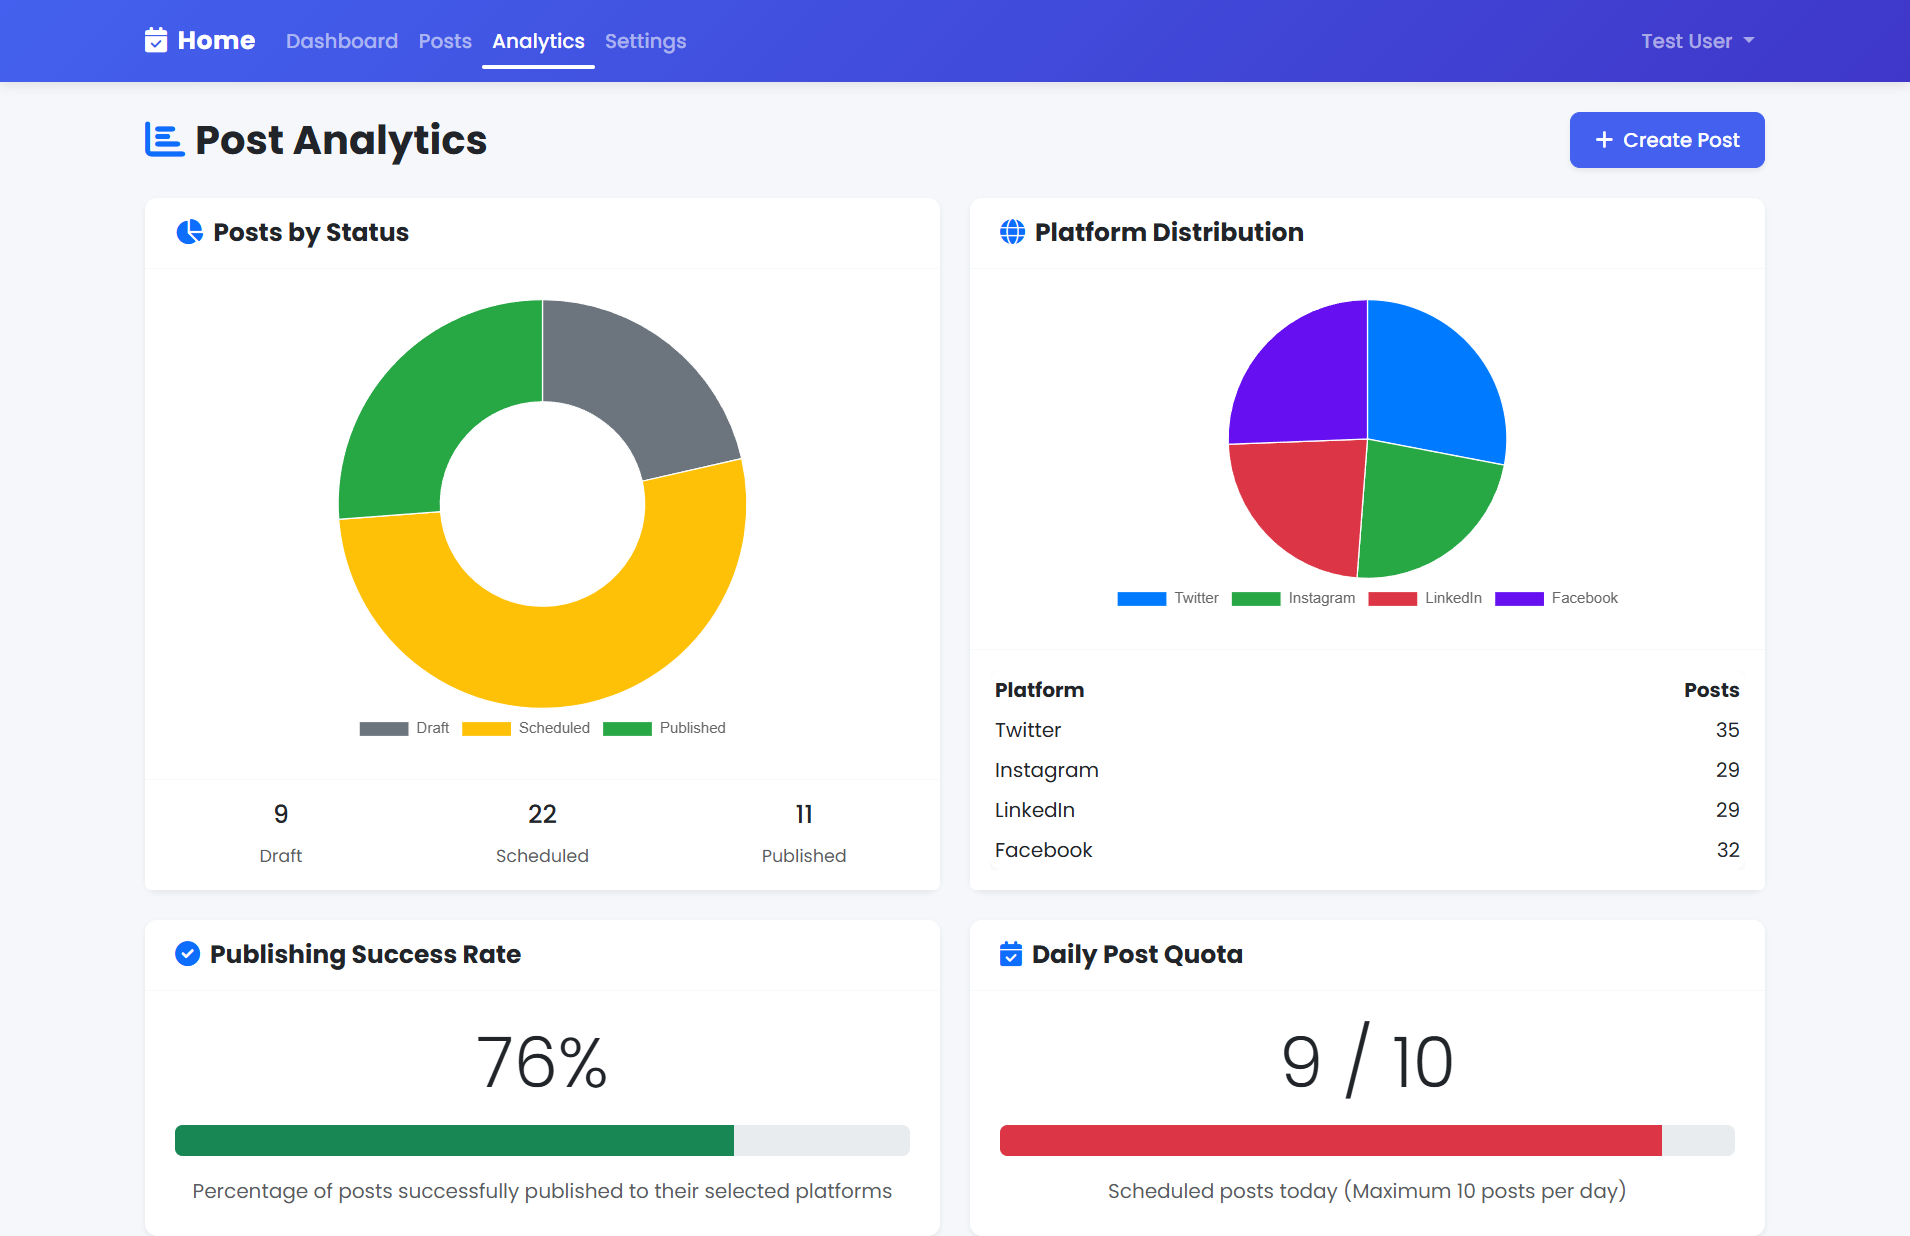 Home Dashboard Posts Analytics Settings Test User
Post Analytics
+ Create Post
Posts by Status
Draft Scheduled Published
9 22 11
Draft Scheduled Published
Platform Distribution
Twitter Instagram LinkedIn Facebook
Platform Posts
Twitter 35
Instagram 29
LinkedIn 29
Facebook 32
Publishing Success Rate
76%
Percentage of posts successfully published to their selected platforms
Daily Post Quota
9 / 10
Scheduled posts today (Maximum 10 posts per day)